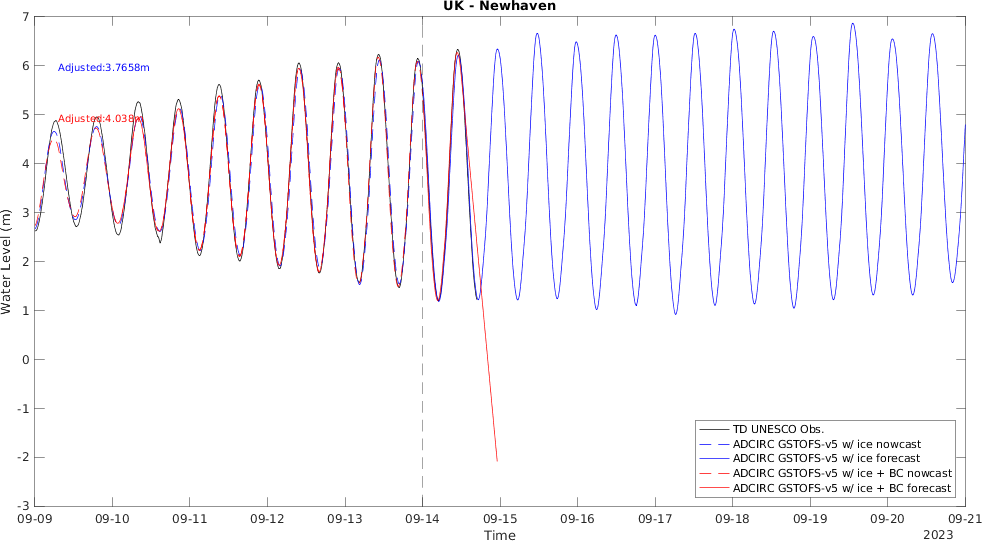 UK - Newhaven
7
6
5
4
3
2
1
0
-1
-2
-3
Water Level (m)
Adjusted:3.7658m
Adjusted:4.038m
TD UNESCO Obs.
ADCIRC GSTOFS-v5 w/ ice nowcast
ADCIRC GSTOFS-v5 w/ ice forecast
ADCIRC GSTOFS-v5 w/ ice + BC nowcast
ADCIRC GSTOFS-v5 w/ ice + BC forecast
09-09 09-10 09-11 09-12 09-13 09-14 09-15 09-16 09-17 09-18 09-19 09-20 09-21
Time
2023